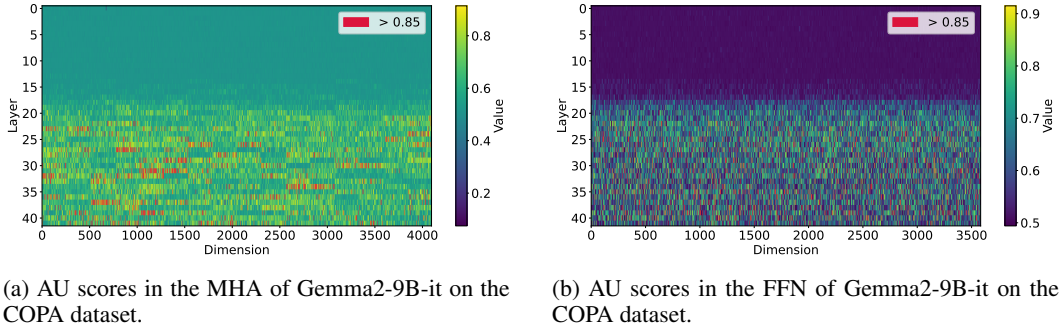 0
5
10
15
20
25
30
35
40
Layer
0 500 1000 1500 2000 2500 3000 3500 4000
Dimension
> 0.85
0.8
0.6
0.4
0.2
Value
0
5
10
15
20
25
30
35
40
Layer
0 500 1000 1500 2000 2500 3000 3500
Dimension
> 0.85
0.9
0.8
0.7
0.6
0.5
Value
(a) AU scores in the MHA of Gemma2-9B-it on the
COPA dataset.
(b) AU scores in the FFN of Gemma2-9B-it on the
COPA dataset.